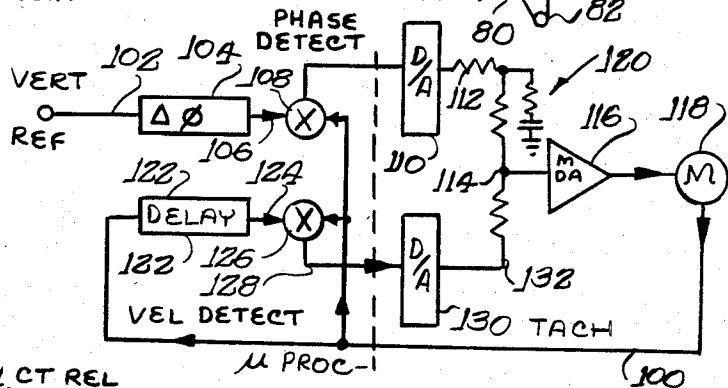 80
82
PHASE
DETECT
102
104
108
VERT
REF
Δ Ø
106
X
D/A
110
112
120
114
116
M
DA
118
M
122
DELAY
122
124
126
X
128
D/A
130 TACH
132
VEL DETECT
μ PROC
100
CT REL